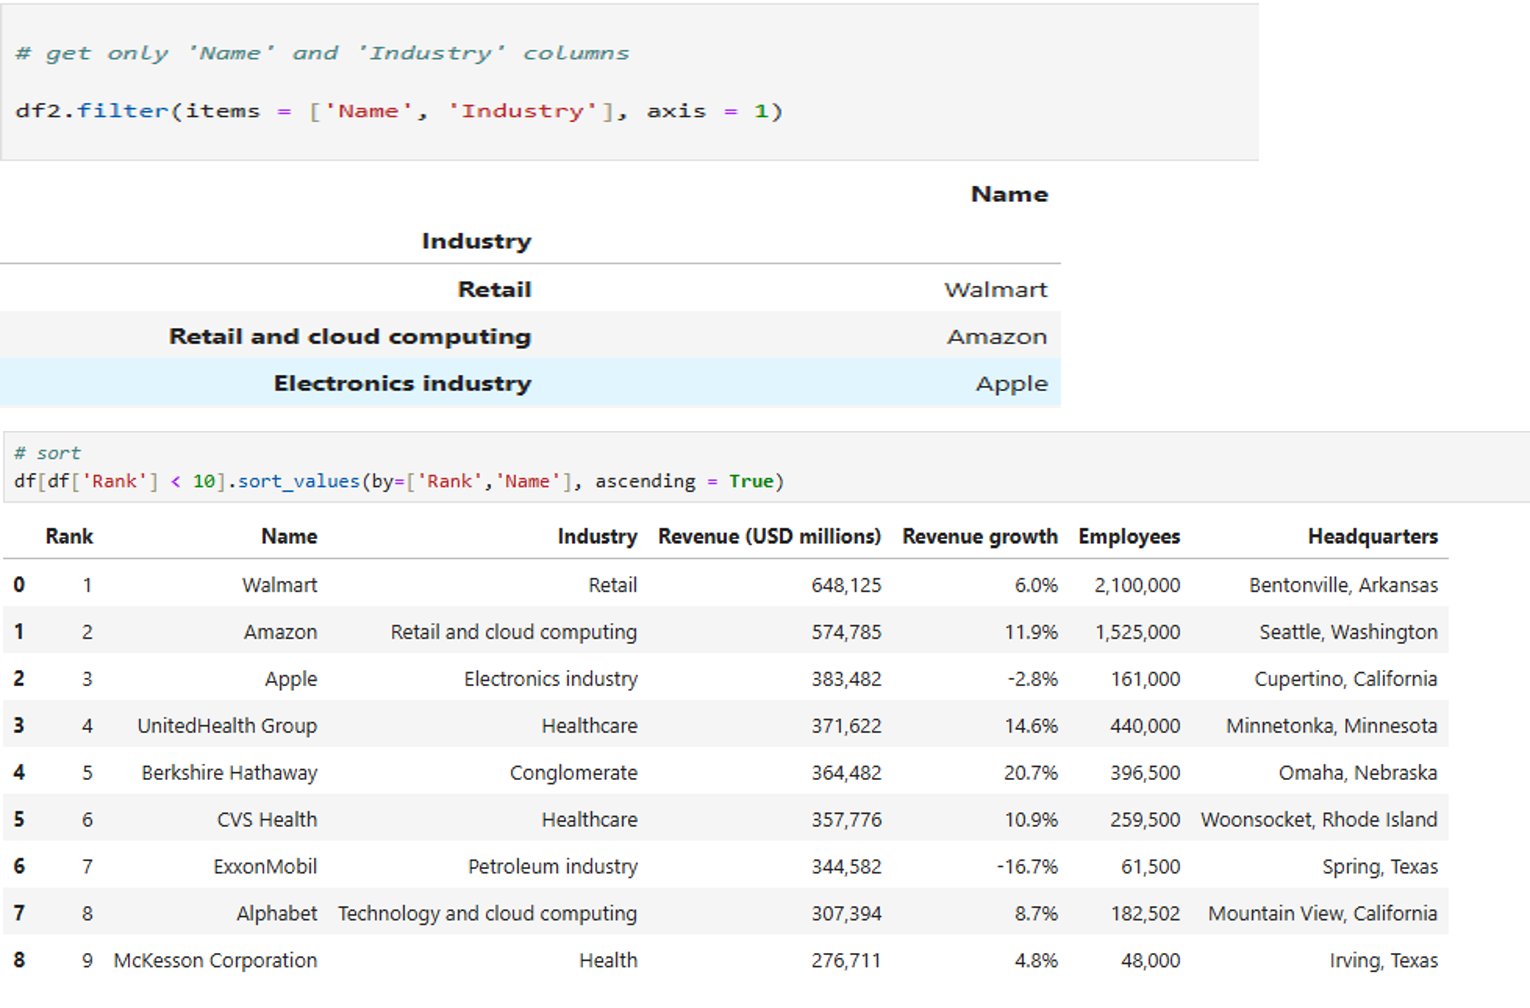 # get only 'Name' and 'Industry' columns
df2.filter(items = ['Name', 'Industry'], axis = 1)
Name
Industry
Retail Walmart
Retail and cloud computing Amazon
Electronics industry Apple
# sort
df[df['Rank'] < 10].sort_values(by=['Rank','Name'], ascending = True)
Rank Name Industry Revenue (USD millions) Revenue growth Employees Headquarters
0 1 Walmart Retail 648,125 6.0% 2,100,000 Bentonville, Arkansas
1 2 Amazon Retail and cloud computing 574,785 11.9% 1,525,000 Seattle, Washington
2 3 Apple Electronics industry 383,482 -2.8% 161,000 Cupertino, California
3 4 UnitedHealth Group Healthcare 371,622 14.6% 440,000 Minnetonka, Minnesota
4 5 Berkshire Hathaway Conglomerate 364,482 20.7% 396,500 Omaha, Nebraska
5 6 CVS Health Healthcare 357,776 10.9% 259,500 Woonsocket, Rhode Island
6 7 ExxonMobil Petroleum industry 344,582 -16.7% 61,500 Spring, Texas
7 8 Alphabet Technology and cloud computing 307,394 8.7% 182,502 Mountain View, California
8 9 McKesson Corporation Health 276,711 4.8% 48,000 Irving, Texas